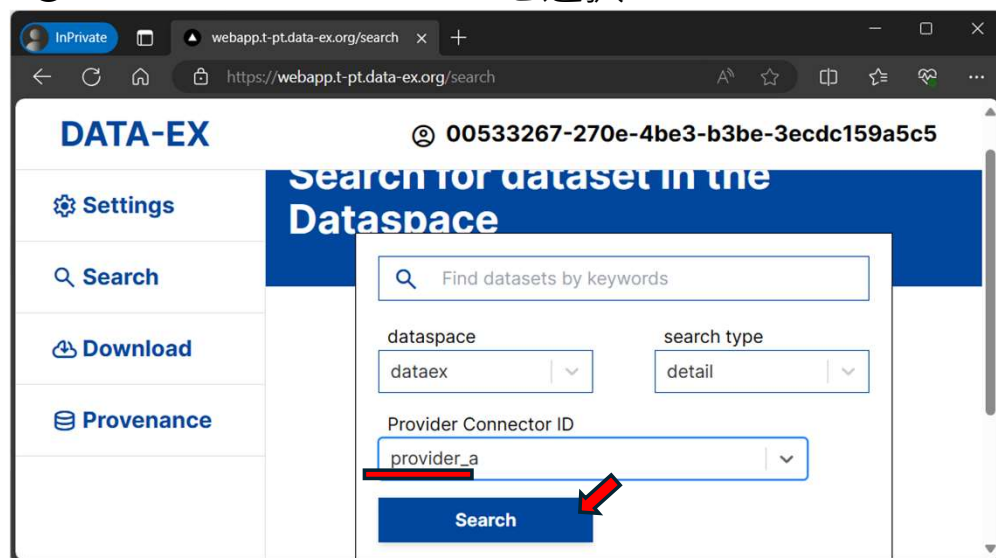 InPrivate
webapp.t-pt.data-ex.org/search
https://webapp.t-pt.data-ex.org/search
DATA-EX
00533267-270e-4be3-b3be-3ecdc159a5c5
Settings
Search
Download
Provenance
Search for dataset in the
Dataspace
Find datasets by keywords
dataspace
search type
dataex
detail
Provider Connector ID
provider_a
Search